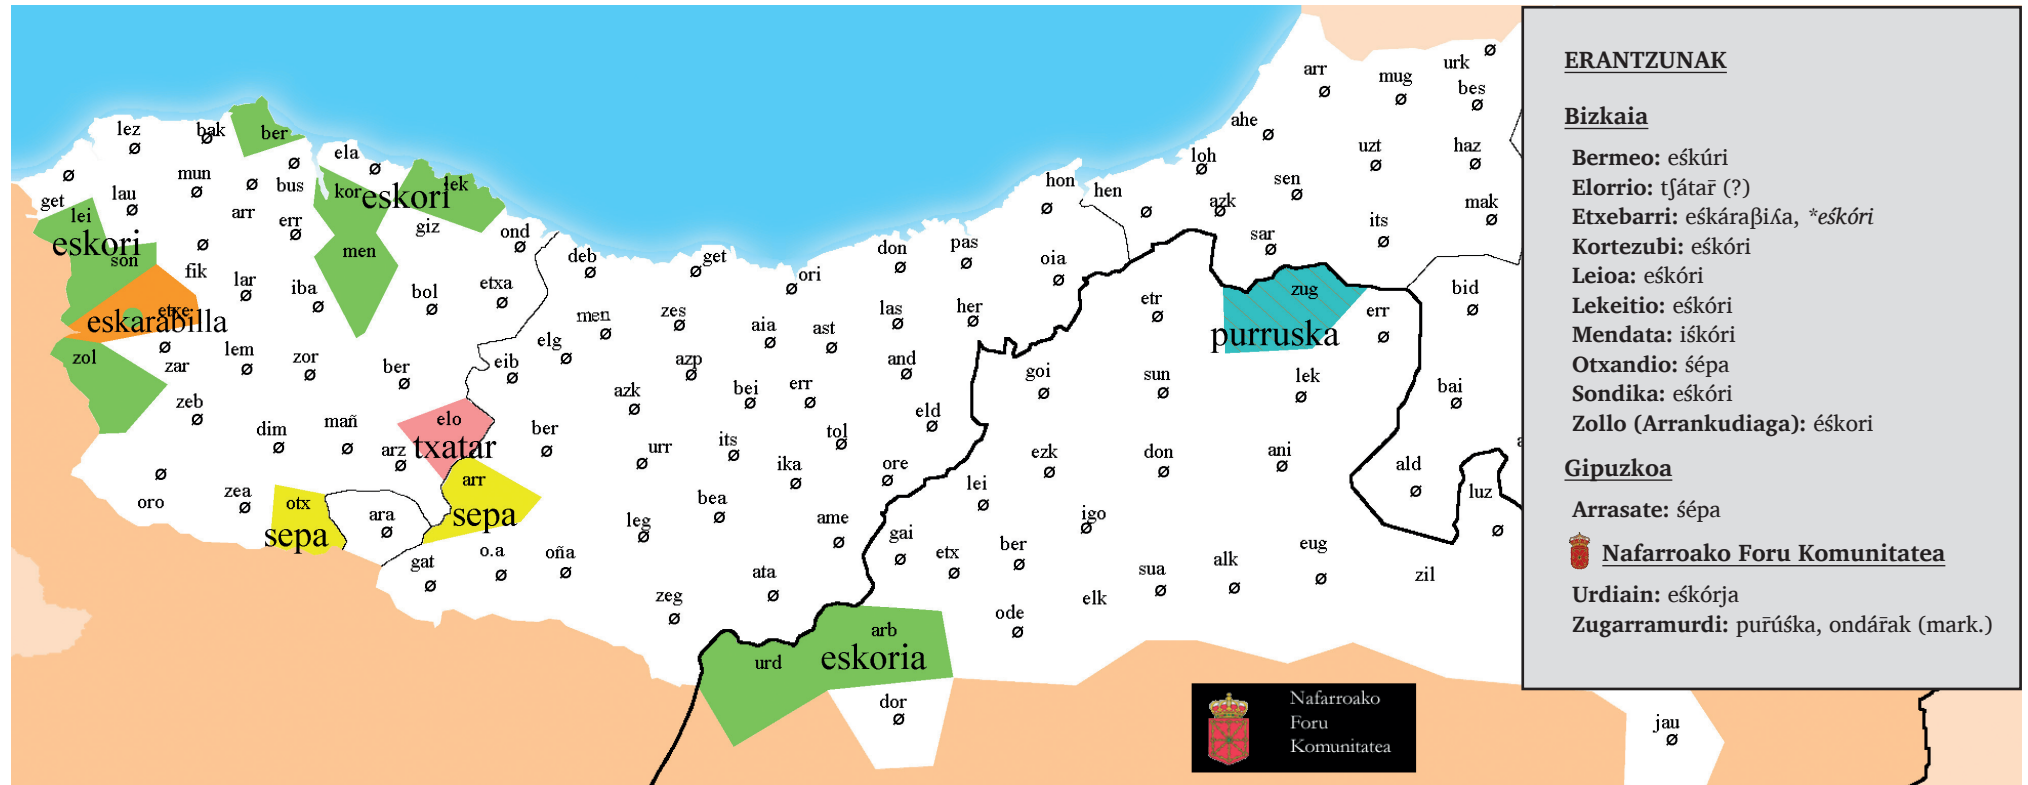 lez
bak
ber
ela
get
lau
mun
bus
kor
eskori
lek
lei
arr
err
giz
ond
eskori
son
fik
men
lar
iba
bol
etxa
etxe
eskarabilla
zol
zar
lem
zor
ber
zeb
dim
mañ
elo
txatar
arz
oro
zea
otx
sepa
ara
arr
sepa
gat
o.a
oña
deb
get
ori
don
pas
hon
hen
oia
men
zes
aia
ast
las
her
elg
eib
azp
and
azk
bei
err
eld
ber
urr
its
tol
ika
ore
bea
leg
ame
ata
zeg
arr
mug
urk
bes
ahe
loh
uzt
haz
sen
azk
mak
its
sar
etr
zug
purruska
err
bid
goi
sun
lek
bai
ezk
don
ani
ald
luz
a
lei
igo
gai
etx
ber
sua
alk
eug
zil
elk
ode
arb
eskoria
urd
dor
jau
Nafarroako
Foru
Komunitatea
ERANTZUNAK
Bizkaia
Bermeo: eśkúri
Elorrio: tʃátar̄ (?)
Etxebarri: eśkáraβiʎa, *eśkóri
Kortezubi: eśkóri
Leioa: eśkóri
Lekeitio: eśkóri
Mendata: iśkóri
Otxandio: śépa
Sondika: eśkóri
Zollo (Arrankudiaga): éśkori
Gipuzkoa
Arrasate: śépa
Nafarroako Foru Komunitatea
Urdiain: eśkórja
Zugarramurdi: pur̄úśka, ondár̄ak (mark.)